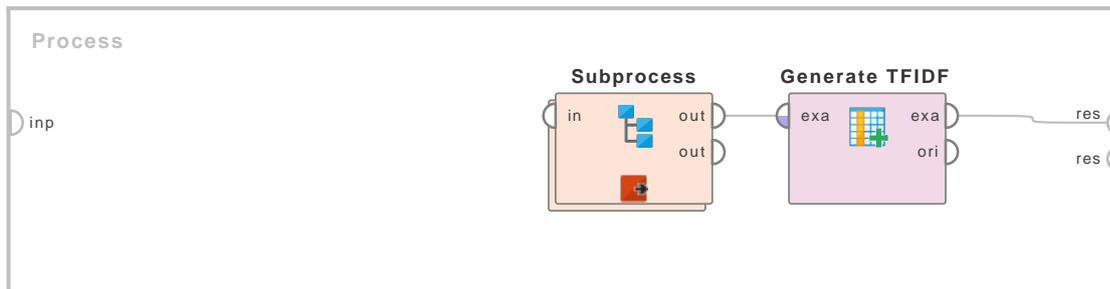 Process
Subprocess Generate TFIDF
inp in out exa exa res
out ori res